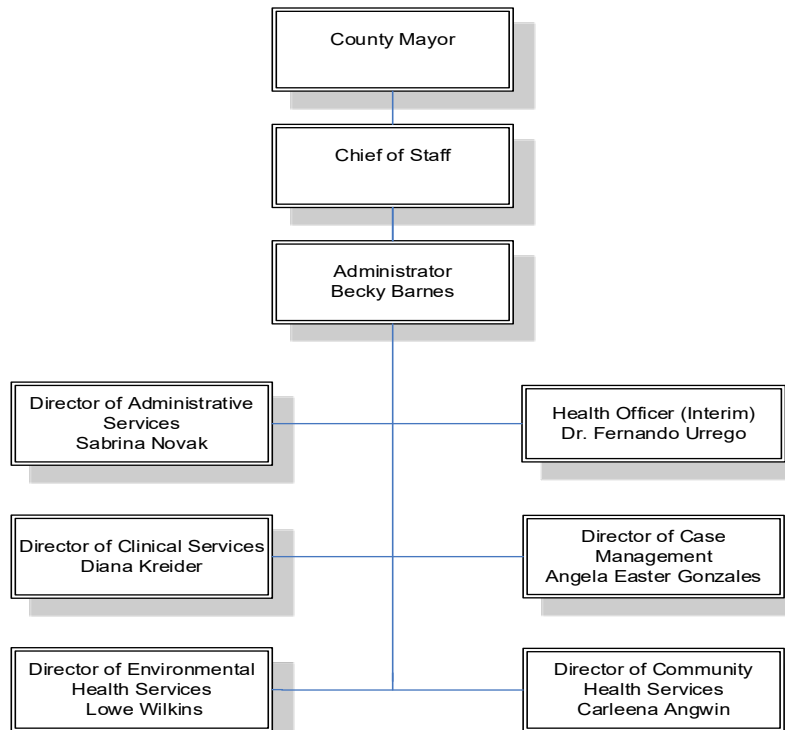 County Mayor
Chief of Staff
Administrator
Becky Barnes
Director of Administrative
Services
Sabrina Novak
Health Officer (Interim)
Dr. Fernando Urrego
Director of Clinical Services
Diana Kreider
Director of Case
Management
Angela Easter Gonzales
Director of Environmental
Health Services
Lowe Wilkins
Director of Community
Health Services
Carleena Angwin